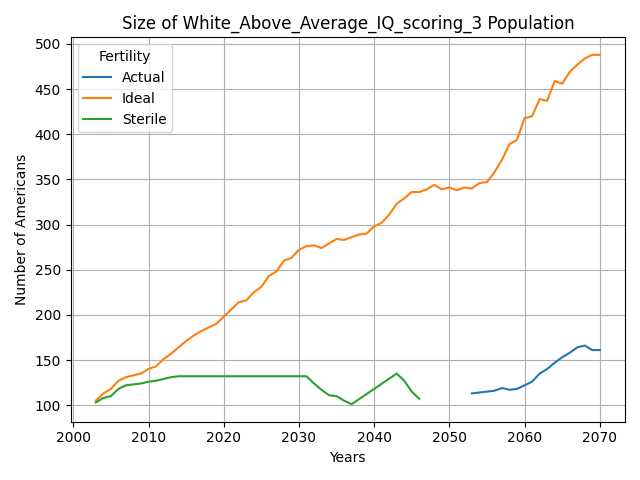 Size of White_Above_Average_IQ_scoring_3 Population
Fertility
Actual
Ideal
Sterile
Number of Americans
500
450
400
350
300
250
200
150
100
2000 2010 2020 2030 2040 2050 2060 2070
Years